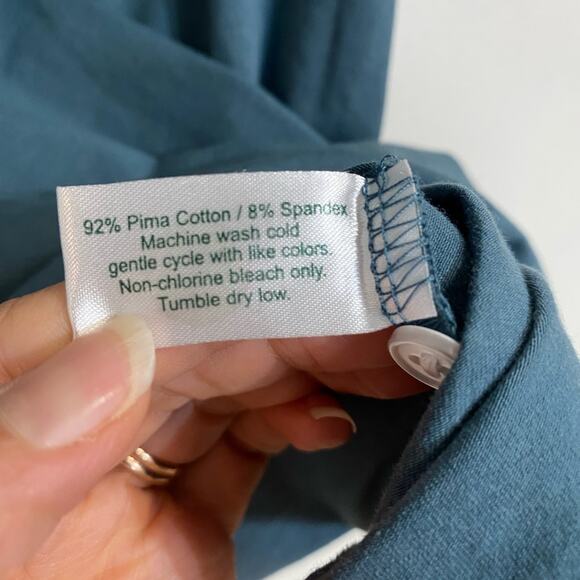 92% Pima Cotton / 8% Spandex
Machine wash cold
gentle cycle with like colors.
Non-chlorine bleach only.
Tumble dry low.